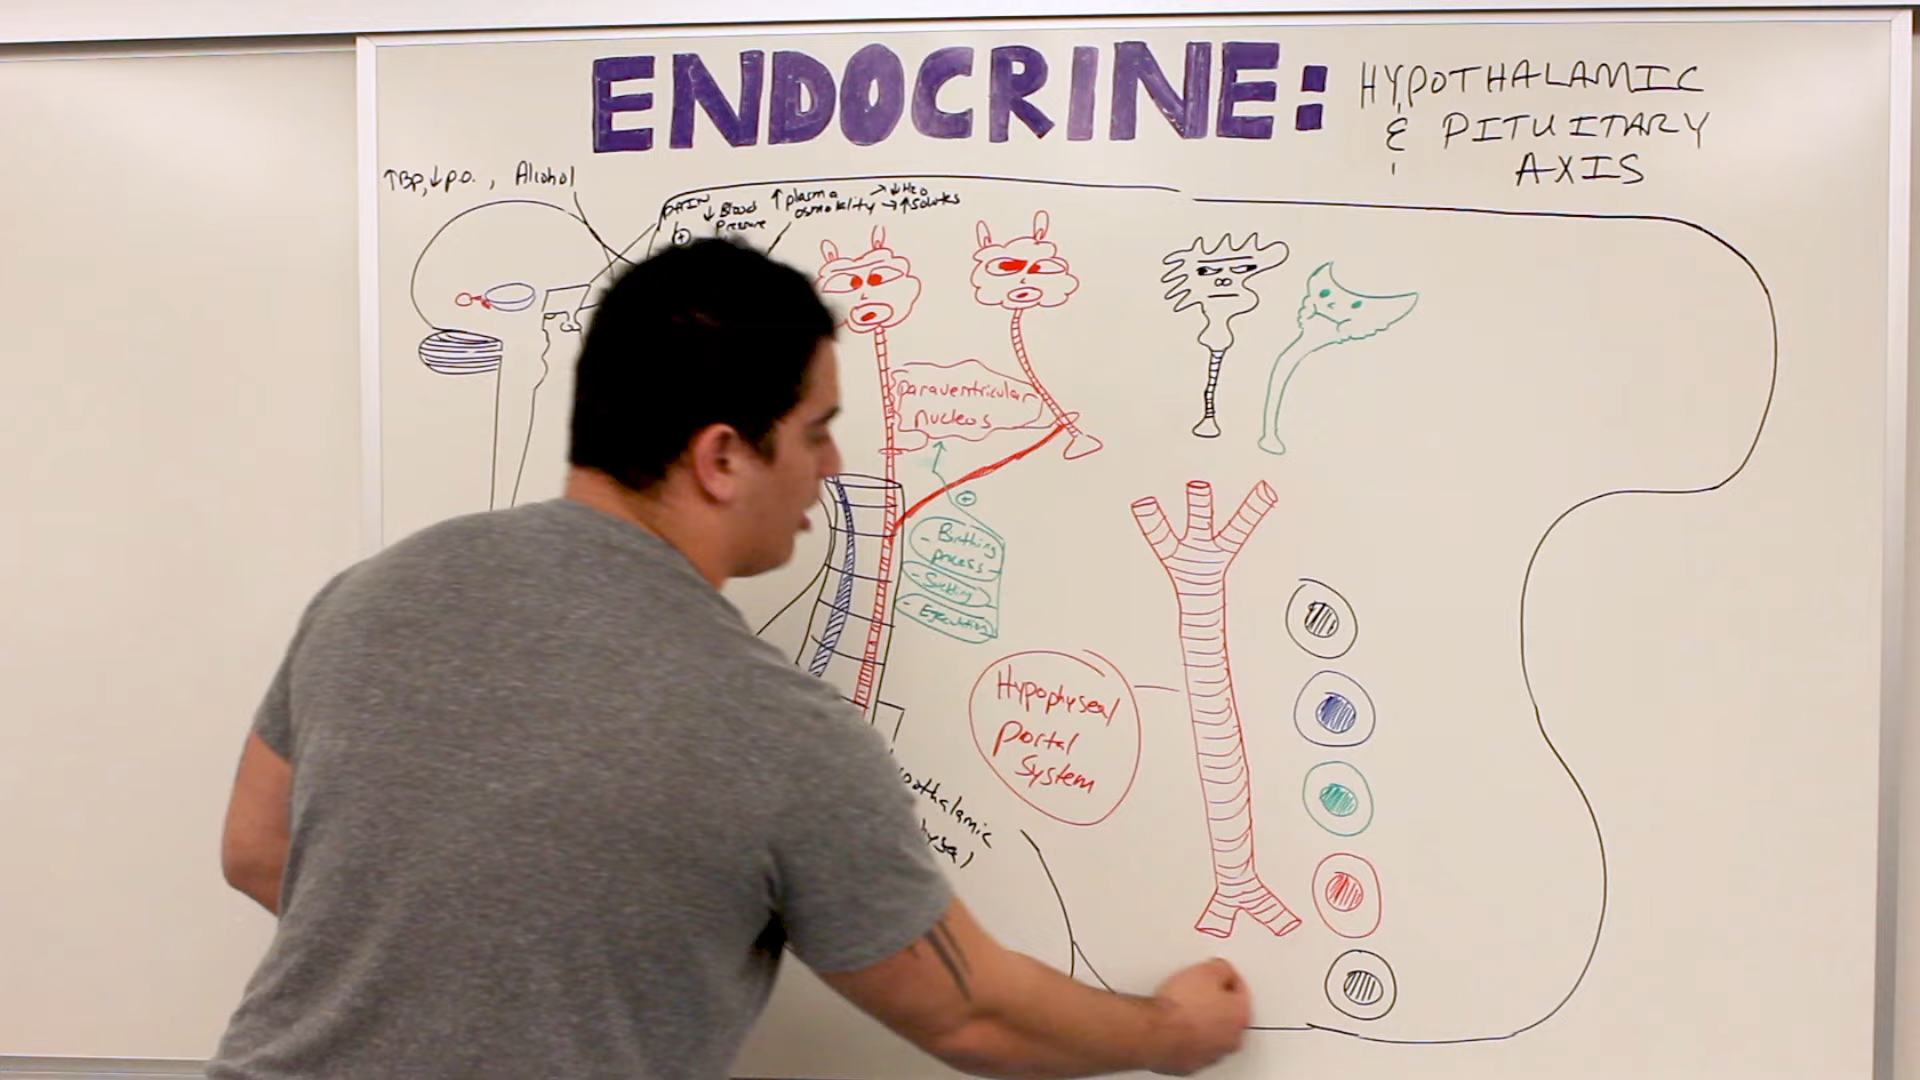 ENDOCRINE:
HYPOTHALAMIC
& PITUITARY
AXIS
↑BP, ↓P.O., Alcohol
PAIN
↓ Blood
Pressure
+
↑ plasma
osmolality
→ ↓ H2O
→ ↑ Solutes
Paraventricular
nucleus
+
- Birthing
process
- Suckling
- Ejaculation
Hypophyseal
Portal
System